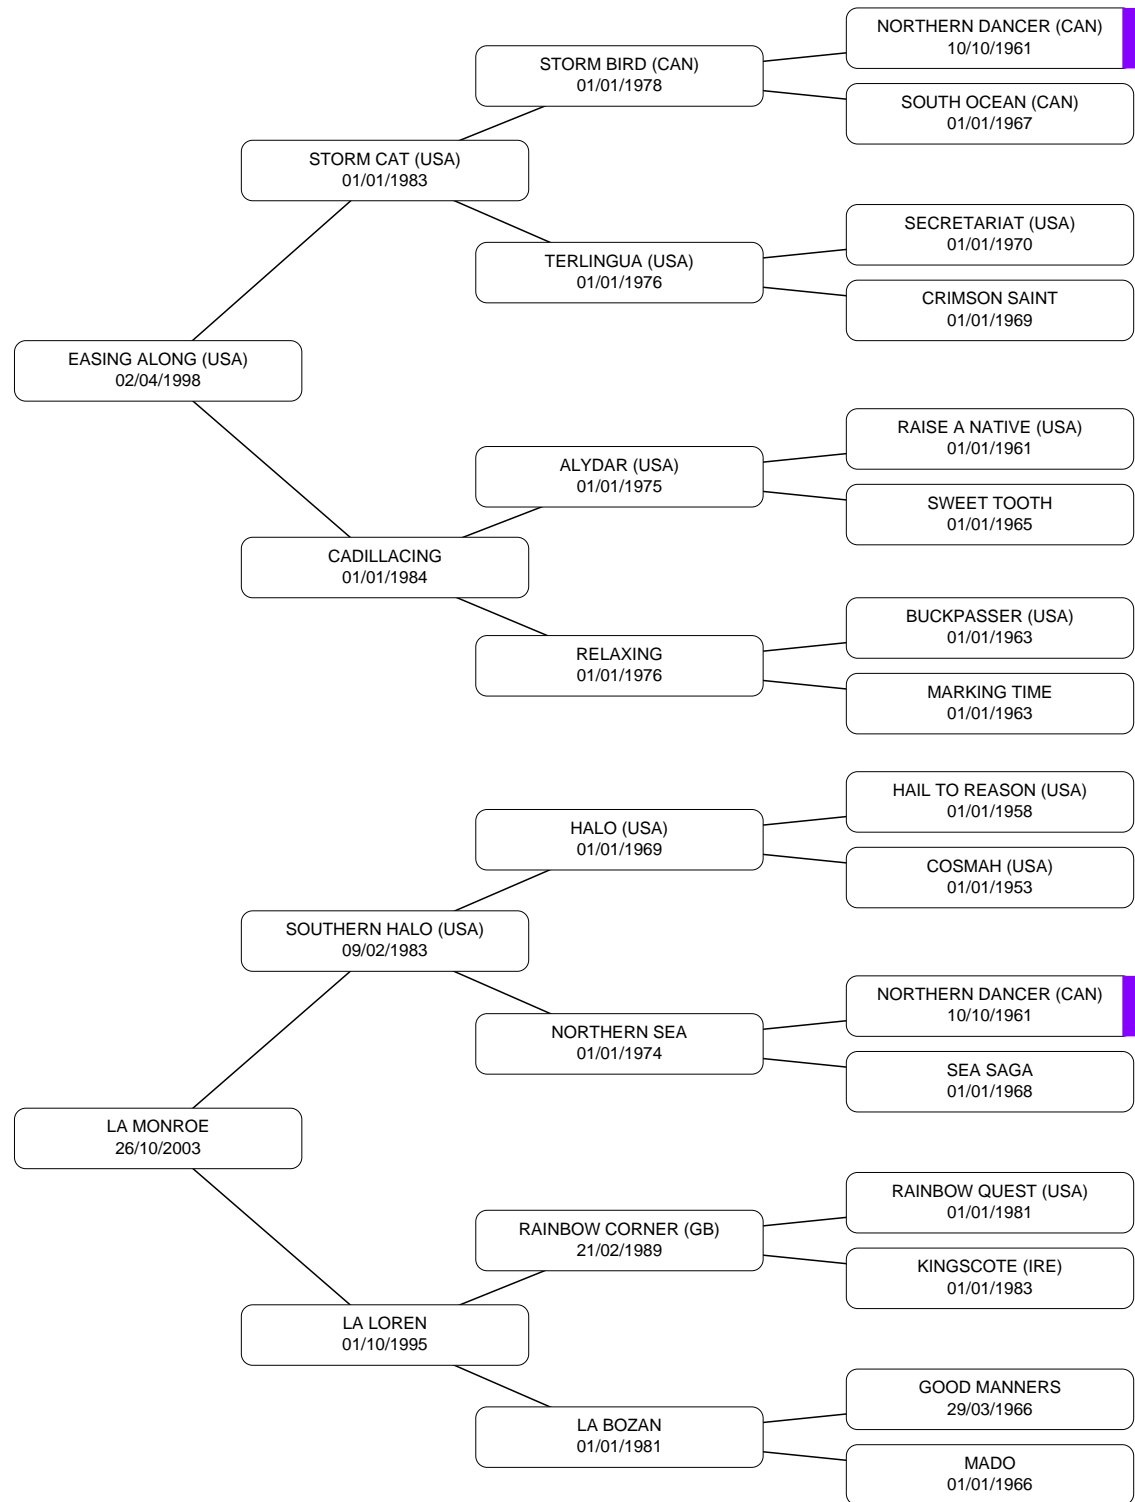 NORTHERN DANCER (CAN)
10/10/1961
STORM BIRD (CAN)
01/01/1978
SOUTH OCEAN (CAN)
01/01/1967
STORM CAT (USA)
01/01/1983
SECRETARIAT (USA)
01/01/1970
TERLINGUA (USA)
01/01/1976
CRIMSON SAINT
01/01/1969
EASING ALONG (USA)
02/04/1998
RAISE A NATIVE (USA)
01/01/1961
ALYDAR (USA)
01/01/1975
SWEET TOOTH
01/01/1965
CADILLACING
01/01/1984
BUCKPASSER (USA)
01/01/1963
RELAXING
01/01/1976
MARKING TIME
01/01/1963
HAIL TO REASON (USA)
01/01/1958
HALO (USA)
01/01/1969
COSMAH (USA)
01/01/1953
SOUTHERN HALO (USA)
09/02/1983
NORTHERN DANCER (CAN)
10/10/1961
NORTHERN SEA
01/01/1974
SEA SAGA
01/01/1968
LA MONROE
26/10/2003
RAINBOW QUEST (USA)
01/01/1981
RAINBOW CORNER (GB)
21/02/1989
KINGSCOTE (IRE)
01/01/1983
LA LOREN
01/10/1995
GOOD MANNERS
29/03/1966
LA BOZAN
01/01/1981
MADO
01/01/1966